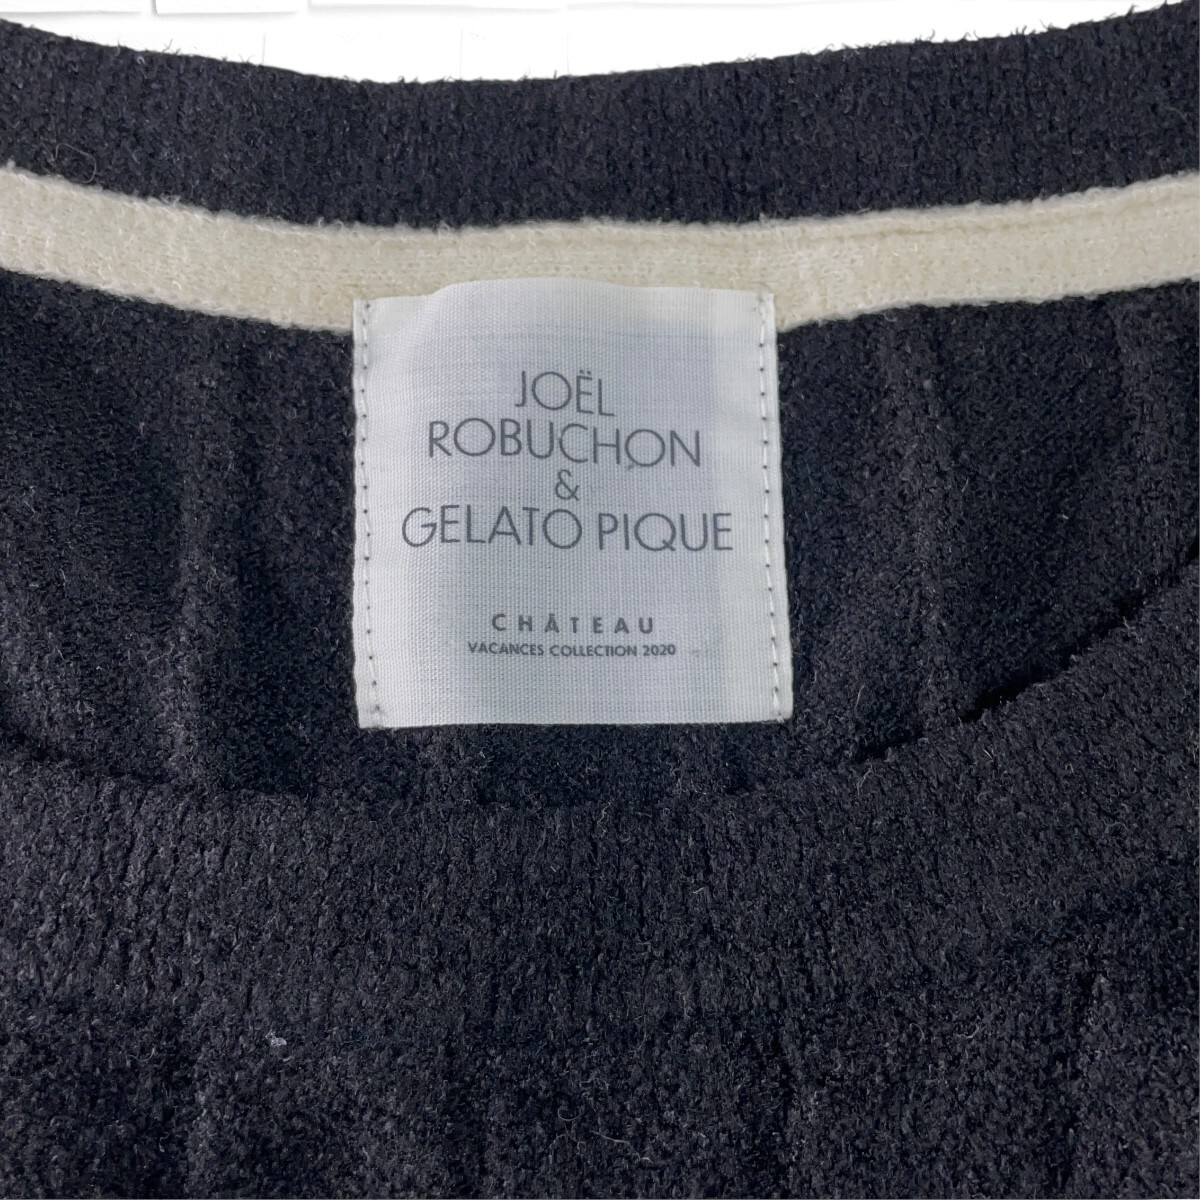 JOËL
ROBUCHON
&
GELATO PIQUE
CHÂTEAU
VACANCES COLLECTION 2020